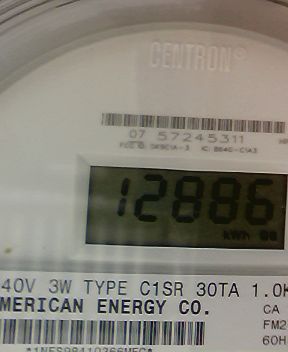 CENTRON®
07 57245311
12886
kWh
40V 3W TYPE C1SR 30TA 1.0K
MERICAN ENERGY CO.
CA
FM2
60H